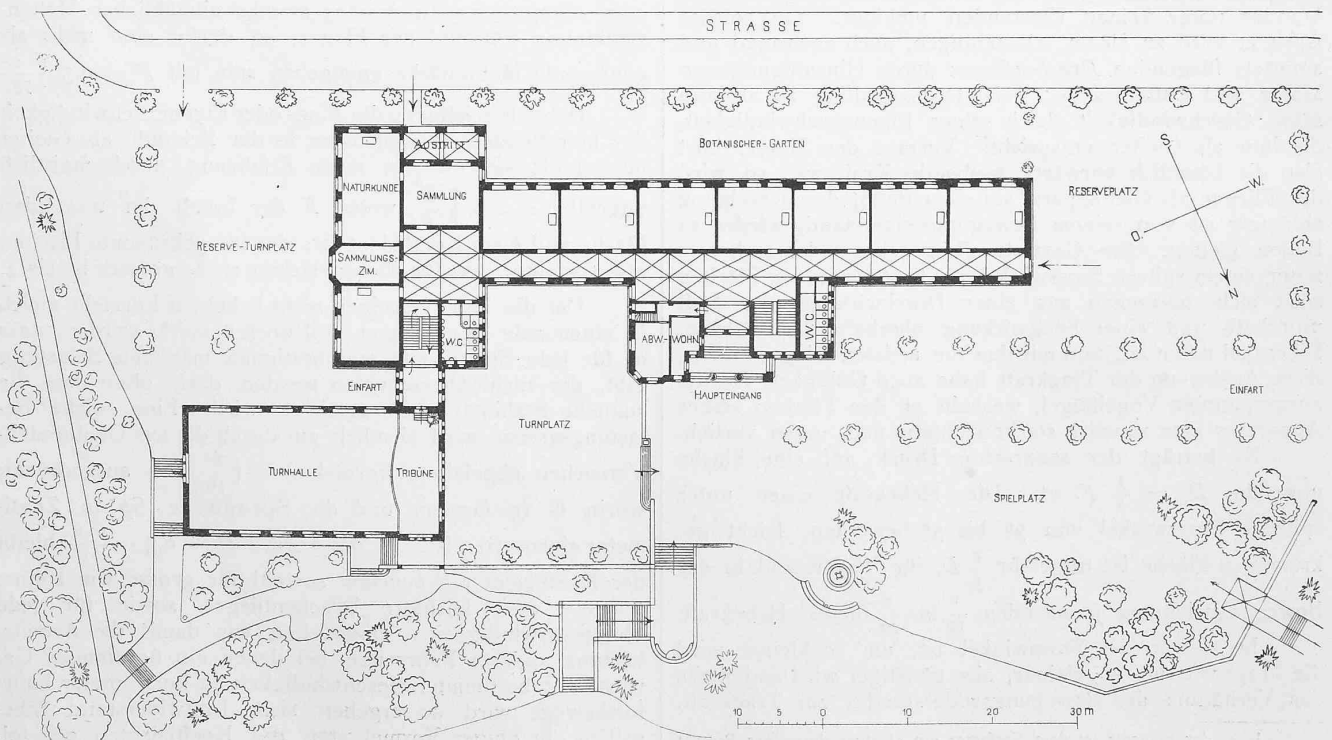 STRASSE
BOTANISCHER-GARTEN
AUSTRITT
NATURKUNDE
SAMMLUNG
RESERVEPLATZ
S
W
N
RESERVE-TURNPLATZ
SAMMLUNGS-
ZIM.
W.C.
ABW-WOHN.
W.C.
EINFART
HAUPTEINGANG
EINFART
TURNPLATZ
TURNHALLE
TRIBÜNE
SPIELPLATZ
10 5 0 10 20 30 m